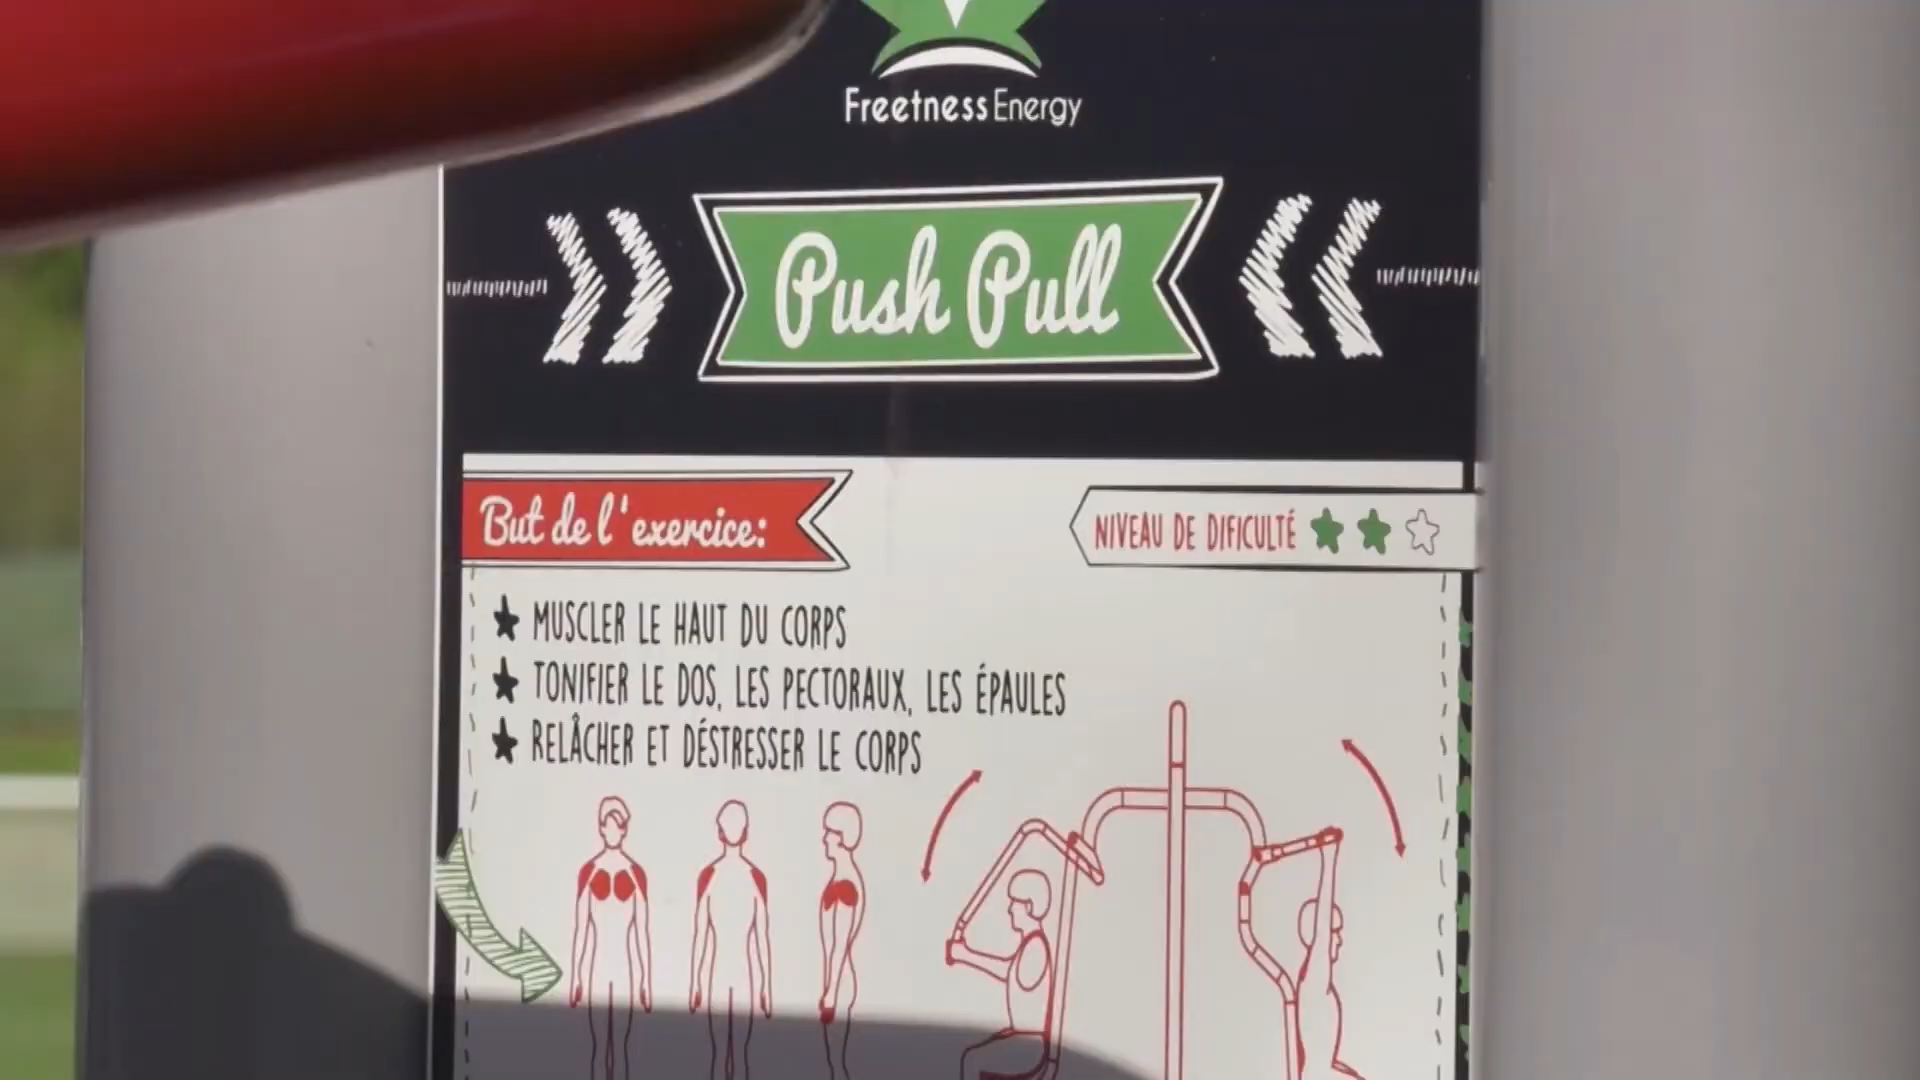 Freetness Energy
Push Pull
But de l'exercice:
NIVEAU DE DIFICULTÉ
MUSCLER LE HAUT DU CORPS
TONIFIER LE DOS, LES PECTORAUX, LES ÉPAULES
RELÂCHER ET DÉSTRESSER LE CORPS